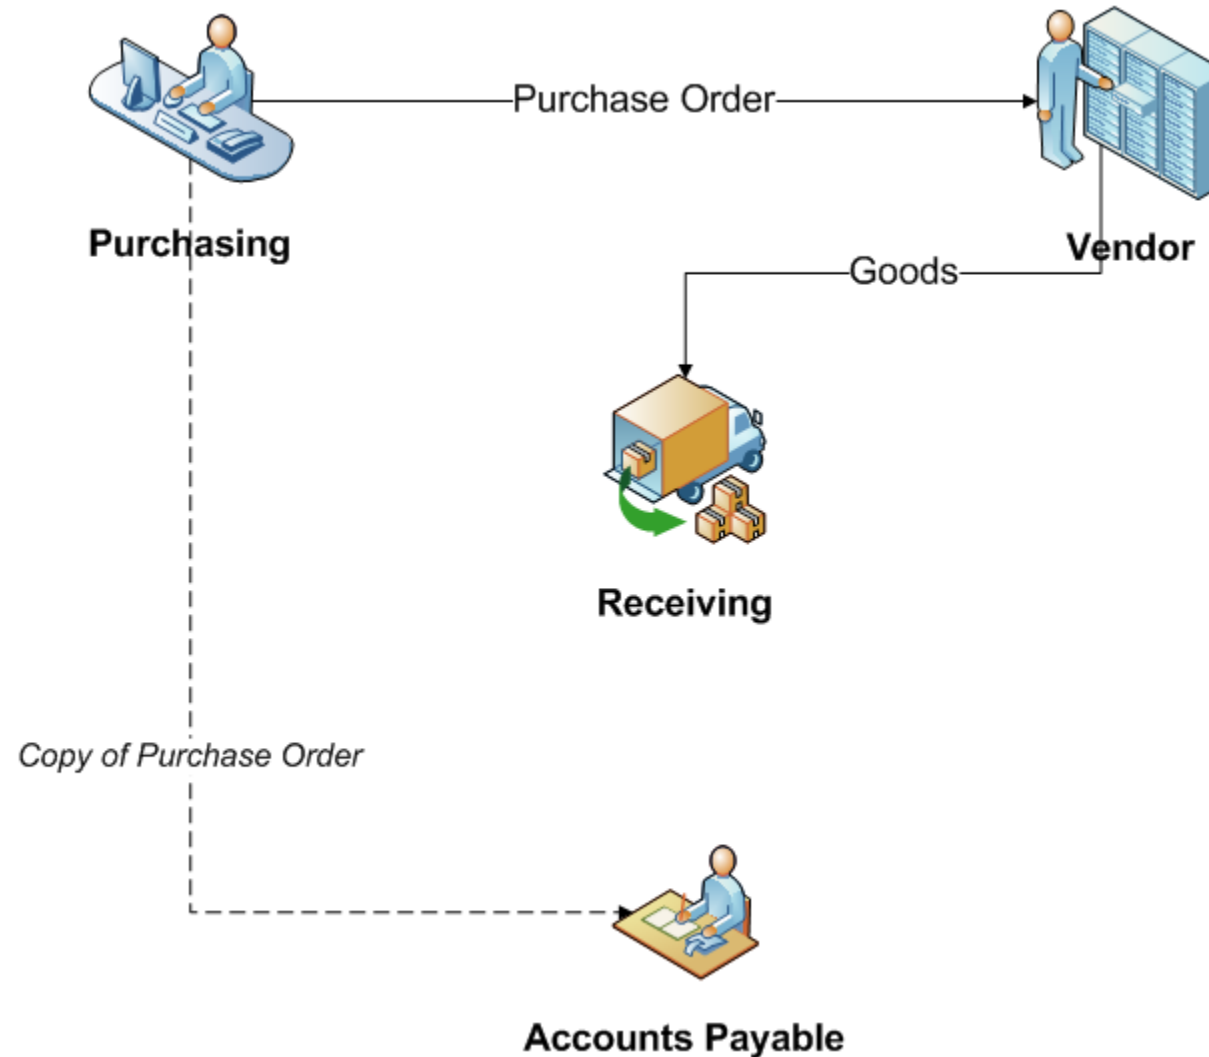 Purchase Order
Purchasing
Vendor
Goods
Receiving
Copy of Purchase Order
Accounts Payable